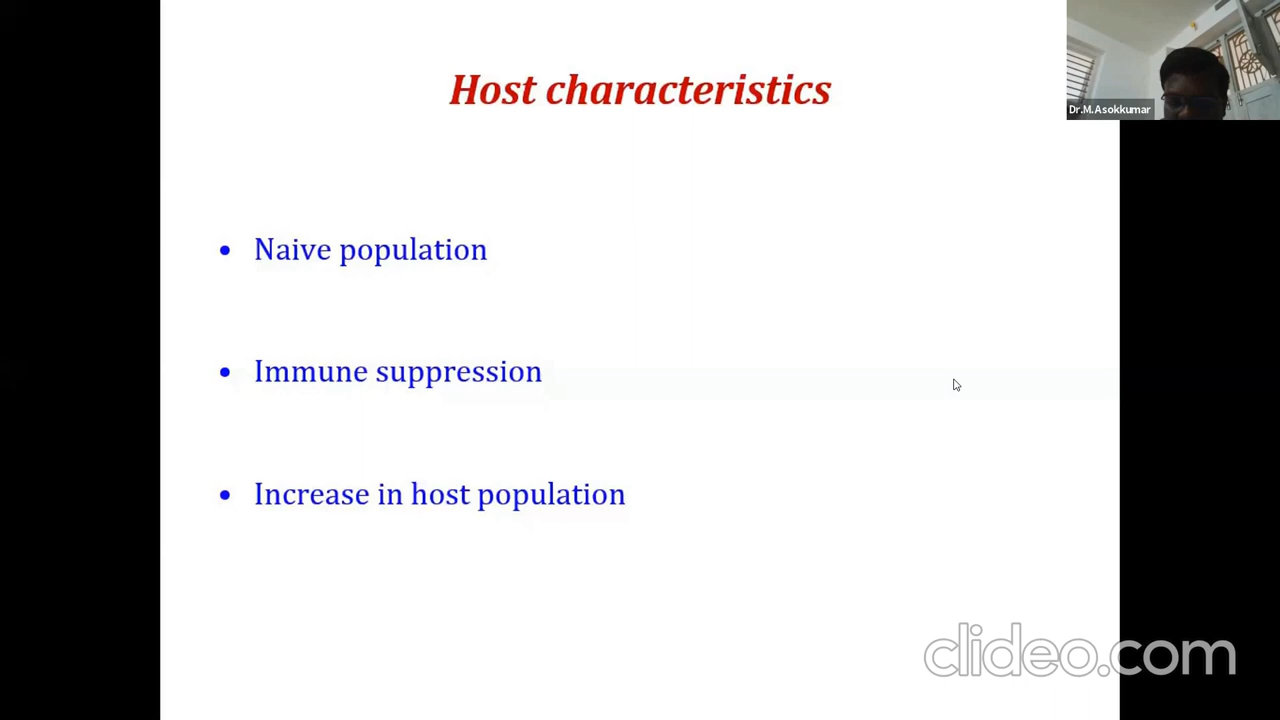 Host characteristics
Dr.M.Asokkumar
• Naive population
• Immune suppression
• Increase in host population
clideo.com